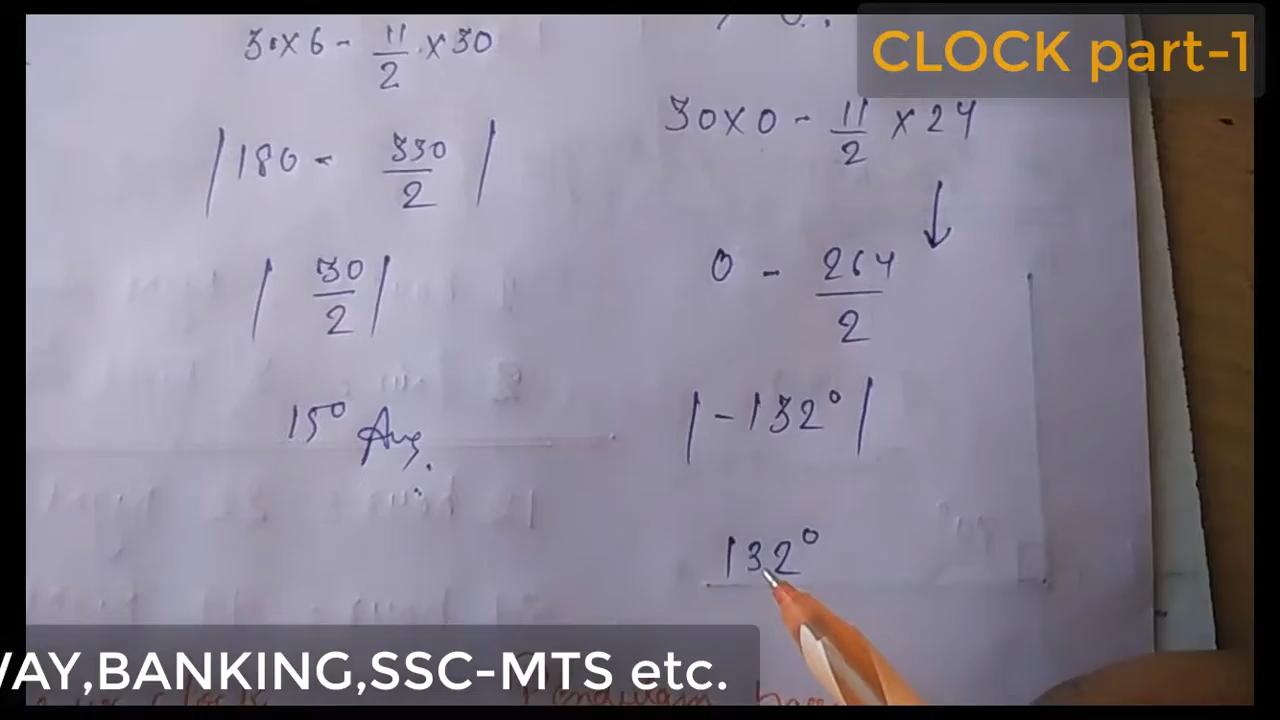 CLOCK part-1
30×6 - 11/2 × 30
|180 - 330/2|
|30/2|
15° Ans.
30×0 - 11/2 × 24
↓
0 - 264/2
|-132°|
132°
WAY,BANKING,SSC-MTS etc.